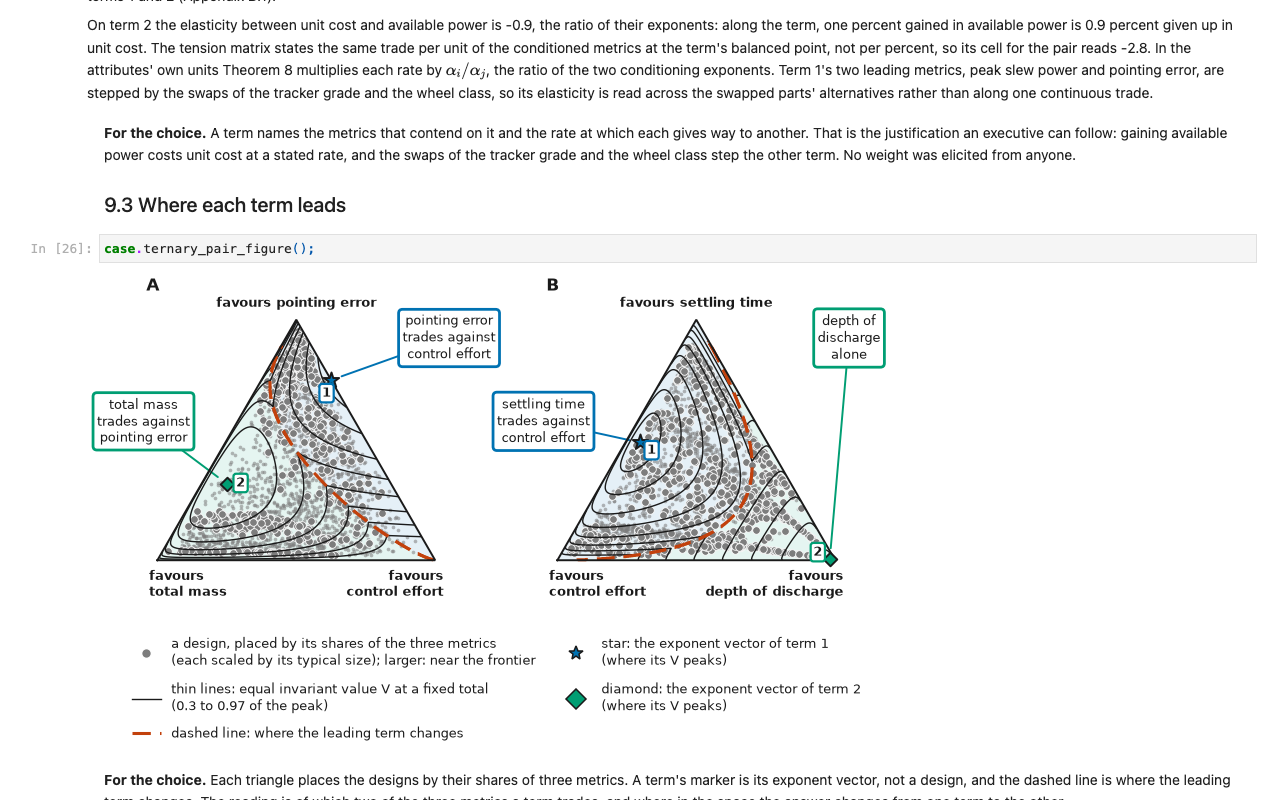 On term 2 the elasticity between unit cost and available power is -0.9, the ratio of their exponents: along the term, one percent gained in available power is 0.9 percent given up in
unit cost. The tension matrix states the same trade per unit of the conditioned metrics at the term's balanced point, not per percent, so its cell for the pair reads -2.8. In the
attributes' own units Theorem 8 multiplies each rate by αi/αj, the ratio of the two conditioning exponents. Term 1's two leading metrics, peak slew power and pointing error, are
stepped by the swaps of the tracker grade and the wheel class, so its elasticity is read across the swapped parts' alternatives rather than along one continuous trade.
For the choice. A term names the metrics that contend on it and the rate at which each gives way to another. That is the justification an executive can follow: gaining available
power costs unit cost at a stated rate, and the swaps of the tracker grade and the wheel class step the other term. No weight was elicited from anyone.
9.3 Where each term leads
In [26]: case.ternary_pair_figure();
A
favours pointing error
pointing error
trades against
control effort
1
total mass
trades against
pointing error
2
favours
total mass
favours
control effort
B
favours settling time
depth of
discharge
alone
settling time
trades against
control effort
1
2
favours
control effort
favours
depth of discharge
a design, placed by its shares of the three metrics
(each scaled by its typical size); larger: near the frontier
thin lines: equal invariant value V at a fixed total
(0.3 to 0.97 of the peak)
dashed line: where the leading term changes
star: the exponent vector of term 1
(where its V peaks)
diamond: the exponent vector of term 2
(where its V peaks)
For the choice. Each triangle places the designs by their shares of three metrics. A term's marker is its exponent vector, not a design, and the dashed line is where the leading